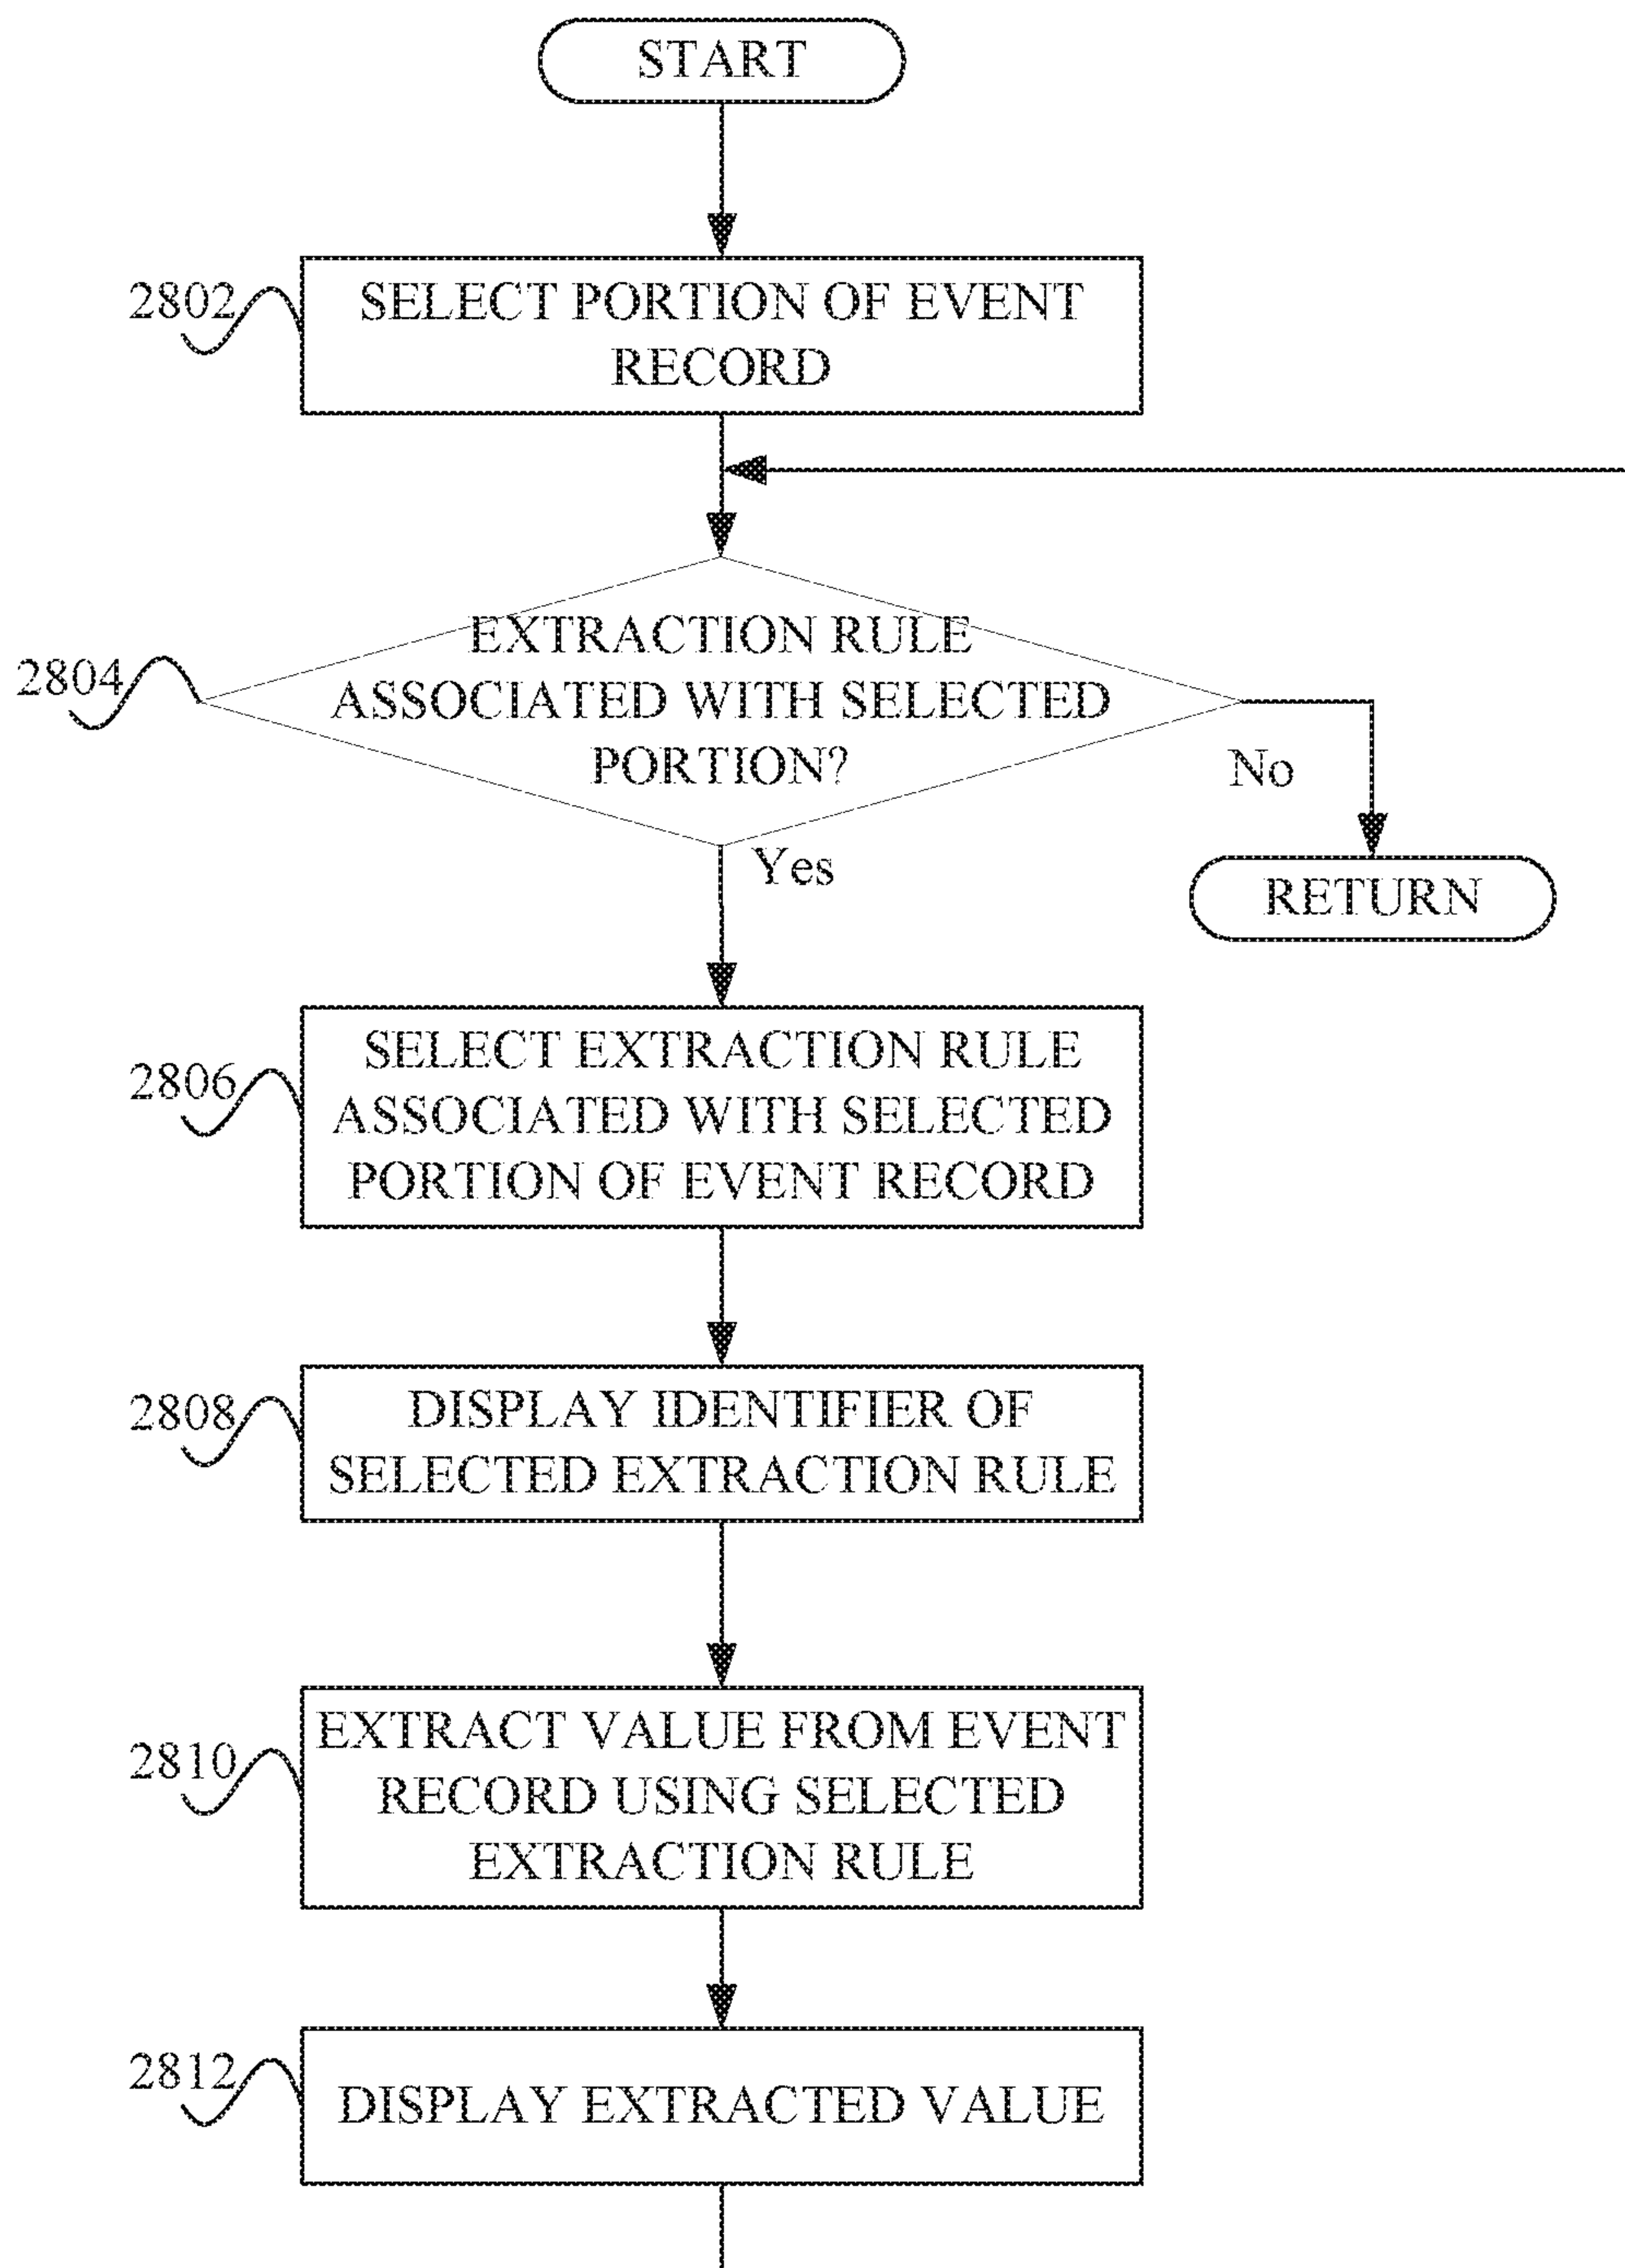 START
2802
SELECT PORTION OF EVENT
RECORD
2804
EXTRACTION RULE
ASSOCIATED WITH SELECTED
PORTION?
No
Yes
RETURN
2806
SELECT EXTRACTION RULE
ASSOCIATED WITH SELECTED
PORTION OF EVENT RECORD
2808
DISPLAY IDENTIFIER OF
SELECTED EXTRACTION RULE
2810
EXTRACT VALUE FROM EVENT
RECORD USING SELECTED
EXTRACTION RULE
2812
DISPLAY EXTRACTED VALUE